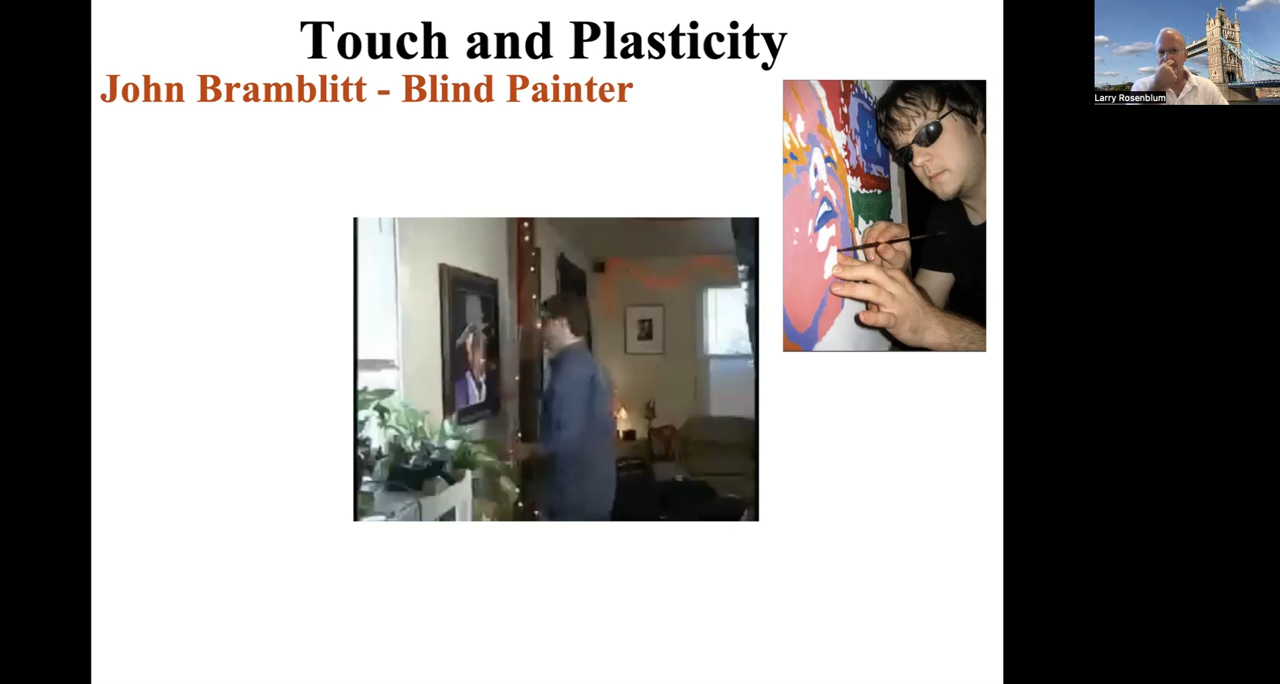 Touch and Plasticity
John Bramblitt - Blind Painter
Larry Rosenblum